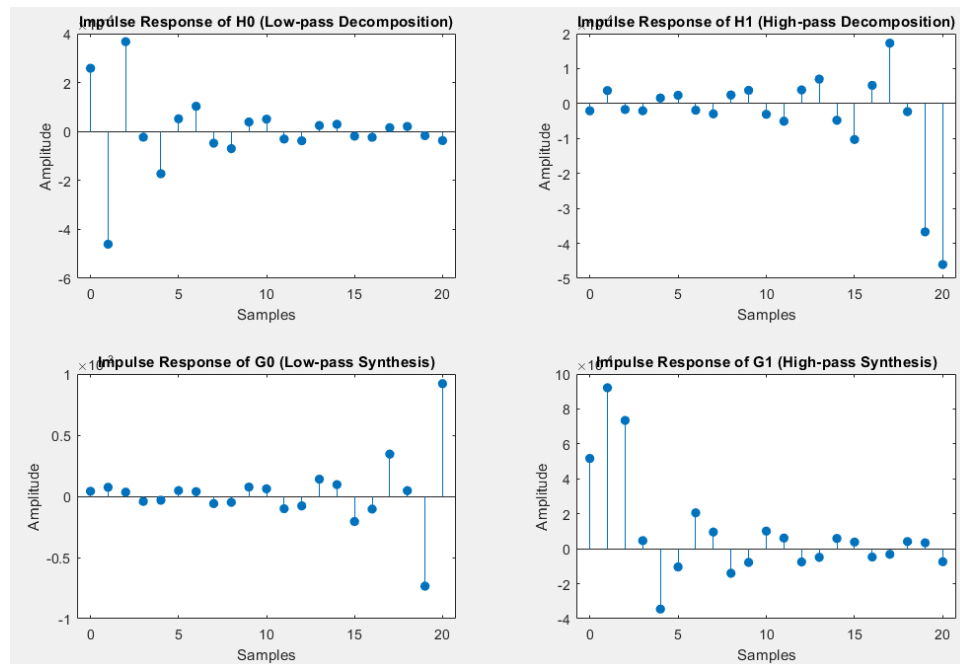 Impulse Response of H0 (Low-pass Decomposition)
4
2
0
-2
-4
-6
Amplitude
0 5 10 15 20
Samples
Impulse Response of H1 (High-pass Decomposition)
2
1
0
-1
-2
-3
-4
-5
Amplitude
0 5 10 15 20
Samples
Impulse Response of G0 (Low-pass Synthesis)
1
0.5
0
-0.5
-1
Amplitude
0 5 10 15 20
Samples
Impulse Response of G1 (High-pass Synthesis)
10
8
6
4
2
0
-2
-4
Amplitude
0 5 10 15 20
Samples